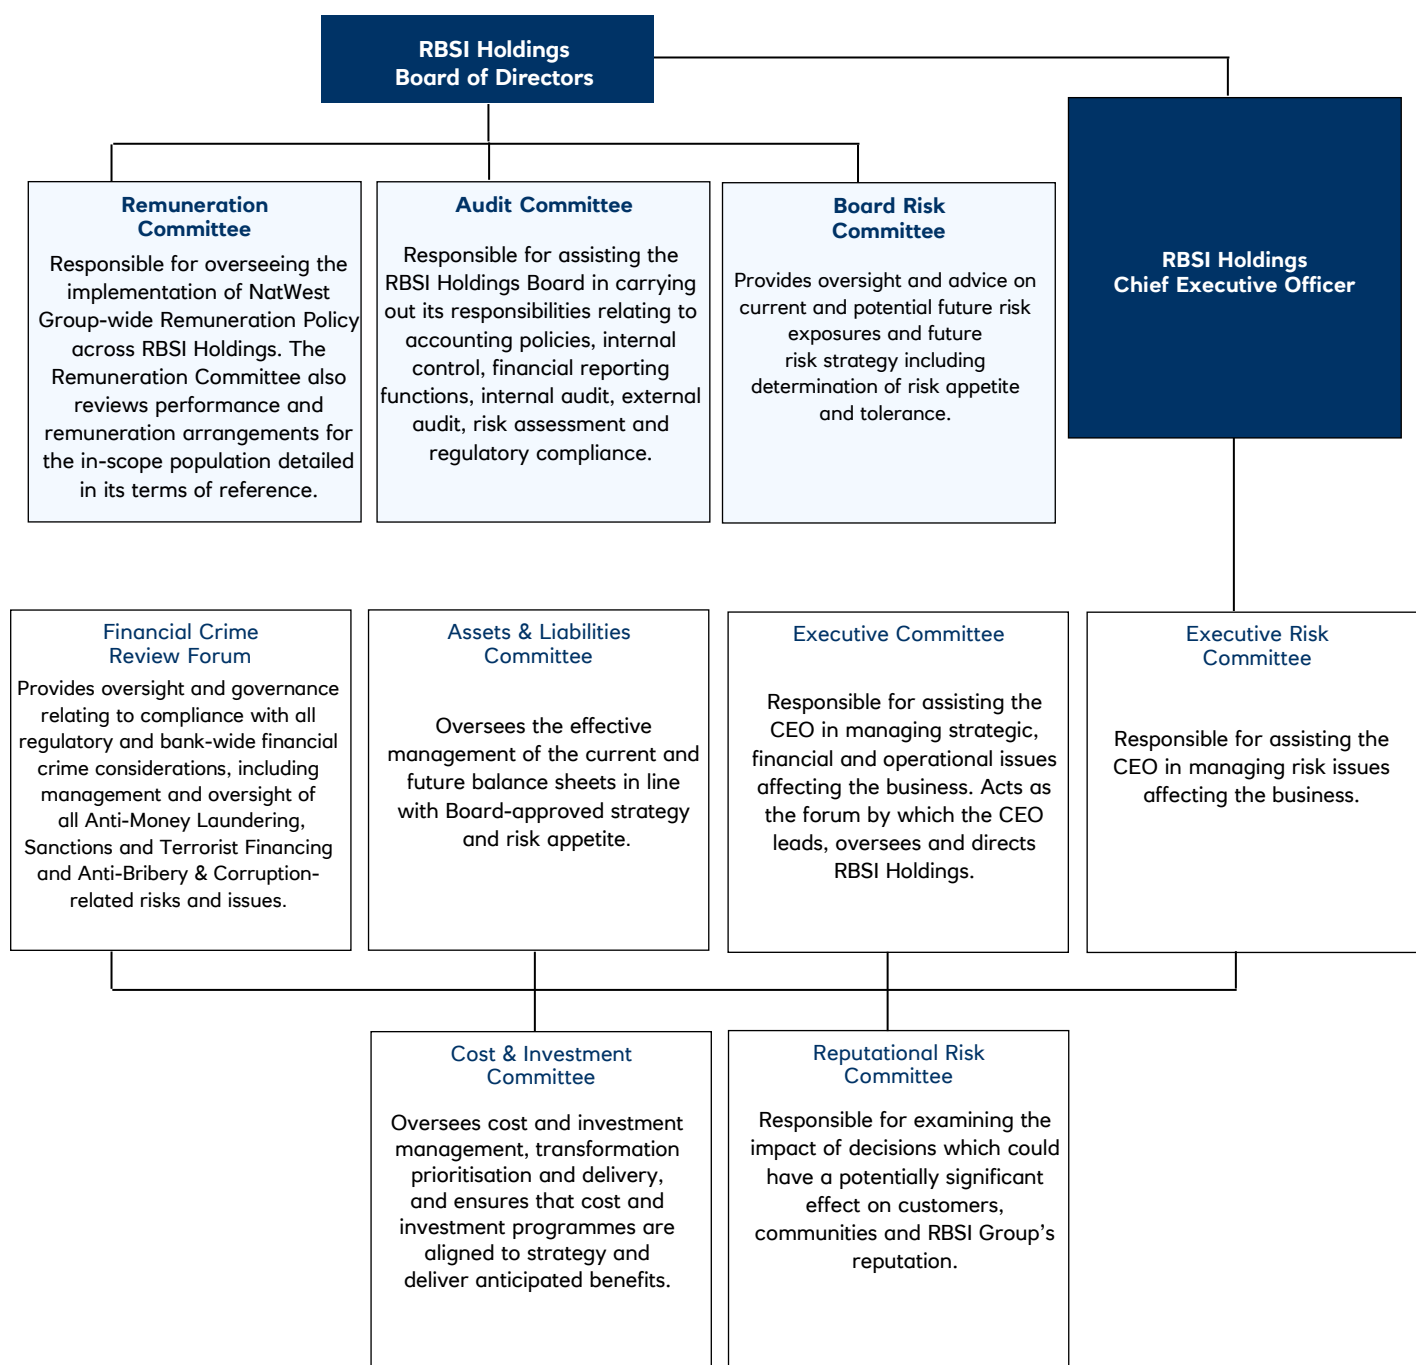 RBSI Holdings
Board of Directors
RBSI Holdings
Chief Executive Officer
Remuneration
Committee
Responsible for overseeing the
implementation of NatWest
Group-wide Remuneration Policy
across RBSI Holdings. The
Remuneration Committee also
reviews performance and
remuneration arrangements for
the in-scope population detailed
in its terms of reference.
Audit Committee
Responsible for assisting the
RBSI Holdings Board in carrying
out its responsibilities relating to
accounting policies, internal
control, financial reporting
functions, internal audit, external
audit, risk assessment and
regulatory compliance.
Board Risk
Committee
Provides oversight and advice on
current and potential future risk
exposures and future
risk strategy including
determination of risk appetite
and tolerance.
Financial Crime
Review Forum
Provides oversight and governance
relating to compliance with all
regulatory and bank-wide financial
crime considerations, including
management and oversight of
all Anti-Money Laundering,
Sanctions and Terrorist Financing
and Anti-Bribery & Corruption-
related risks and issues.
Assets & Liabilities
Committee
Oversees the effective
management of the current and
future balance sheets in line
with Board-approved strategy
and risk appetite.
Executive Committee
Responsible for assisting the
CEO in managing strategic,
financial and operational issues
affecting the business. Acts as
the forum by which the CEO
leads, oversees and directs
RBSI Holdings.
Executive Risk
Committee
Responsible for assisting the
CEO in managing risk issues
affecting the business.
Cost & Investment
Committee
Oversees cost and investment
management, transformation
prioritisation and delivery,
and ensures that cost and
investment programmes are
aligned to strategy and
deliver anticipated benefits.
Reputational Risk
Committee
Responsible for examining the
impact of decisions which could
have a potentially significant
effect on customers,
communities and RBSI Group’s
reputation.